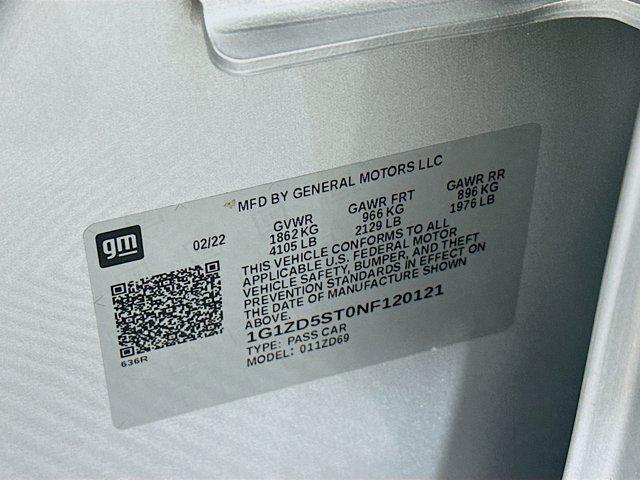 MFD BY GENERAL MOTORS LLC
gm
02/22
GVWR GAWR FRT GAWR RR
1862 KG 966 KG 896 KG
4105 LB 2129 LB 1976 LB
THIS VEHICLE CONFORMS TO ALL
APPLICABLE U.S. FEDERAL MOTOR
VEHICLE SAFETY, BUMPER, AND THEFT
PREVENTION STANDARDS IN EFFECT ON
THE DATE OF MANUFACTURE SHOWN
ABOVE.
1G1ZD5ST0NF120121
TYPE: PASS CAR
MODEL: 011ZD69
636R